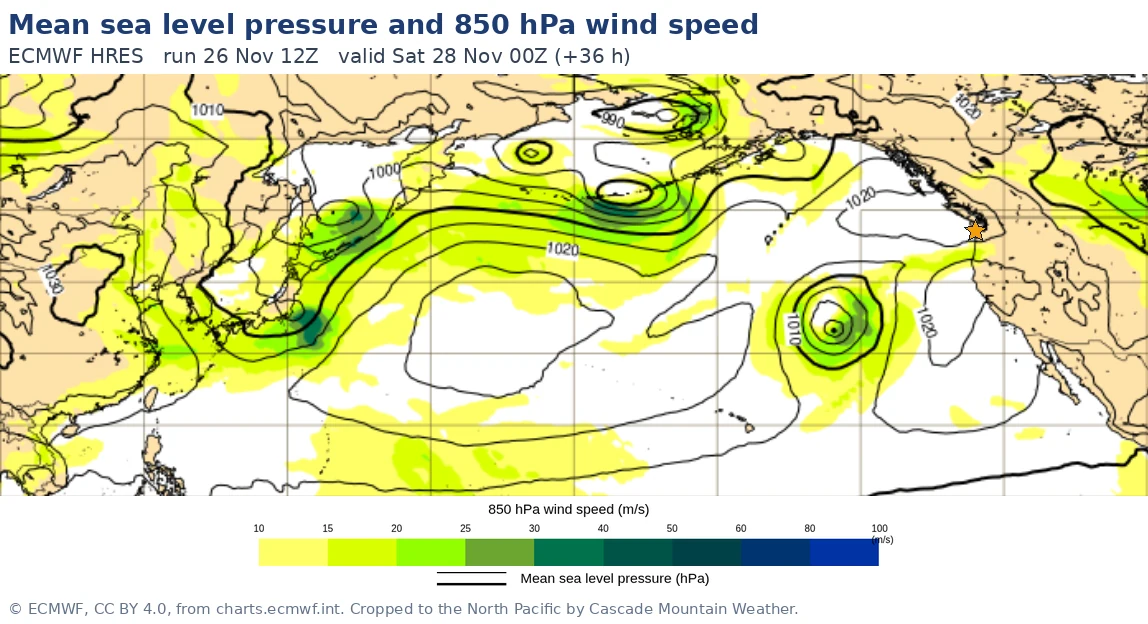 Mean sea level pressure and 850 hPa wind speed
ECMWF HRES run 26 Nov 12Z valid Sat 28 Nov 00Z (+36 h)
1010
990
1020
1000
1020
1020
1030
1010
1020
850 hPa wind speed (m/s)
10 15 20 25 30 40 50 60 80 100
(m/s)
Mean sea level pressure (hPa)
© ECMWF, CC BY 4.0, from charts.ecmwf.int. Cropped to the North Pacific by Cascade Mountain Weather.